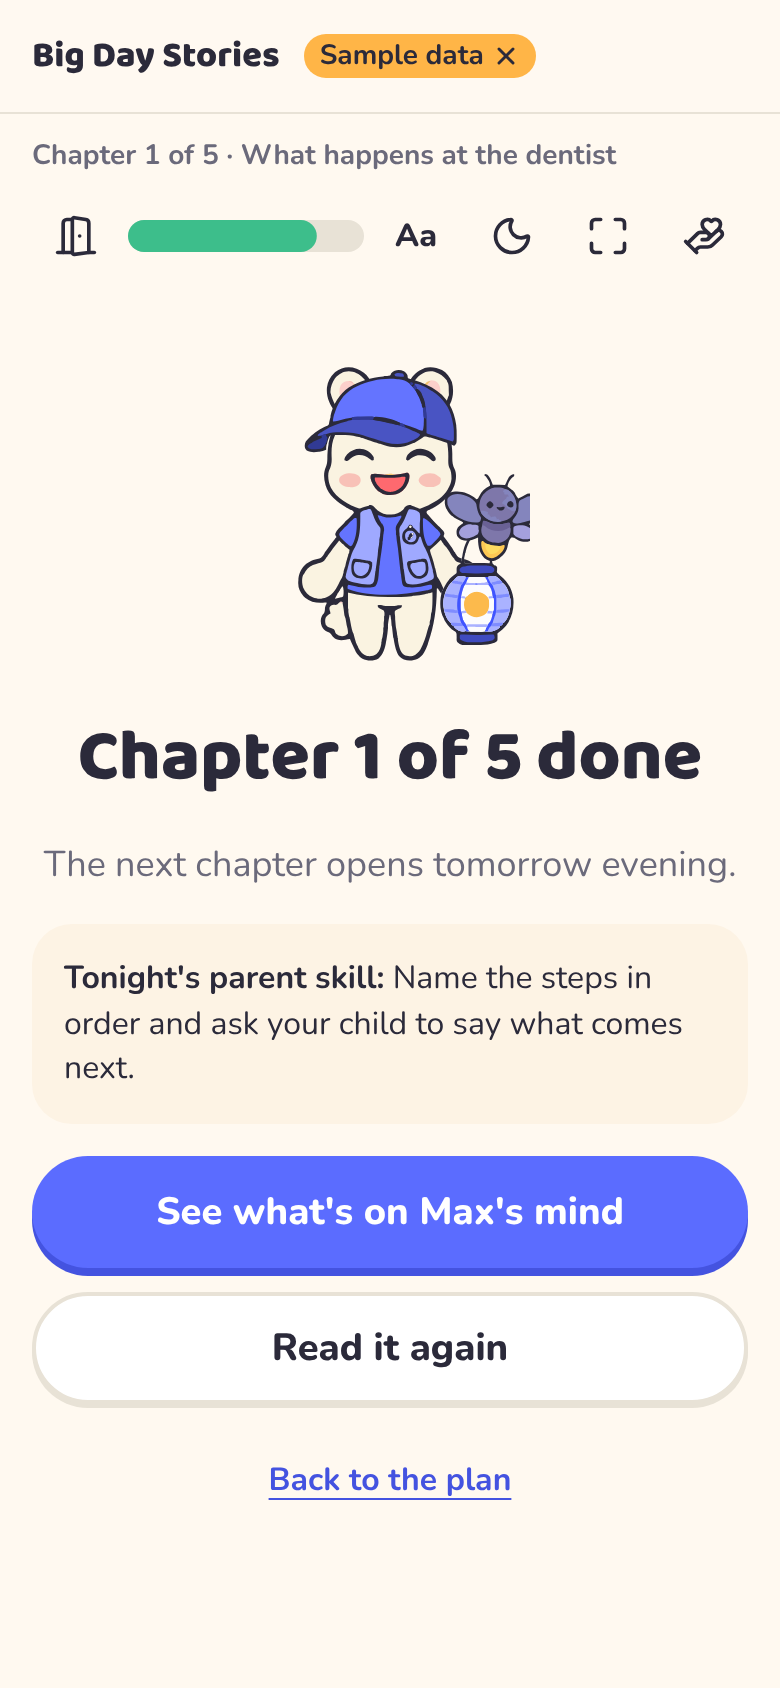 Big Day Stories
Sample data
Chapter 1 of 5 · What happens at the dentist
Aa
Chapter 1 of 5 done
The next chapter opens tomorrow evening.
Tonight's parent skill: Name the steps in
order and ask your child to say what comes
next.
See what's on Max's mind
Read it again
Back to the plan